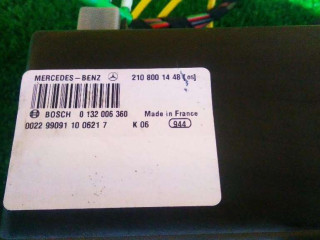 MERCEDES-BENZ 210 800 14 48 [05]
BOSCH 0 132 006 360 Made in France
0022 99091 10 0621 7 K 06 944